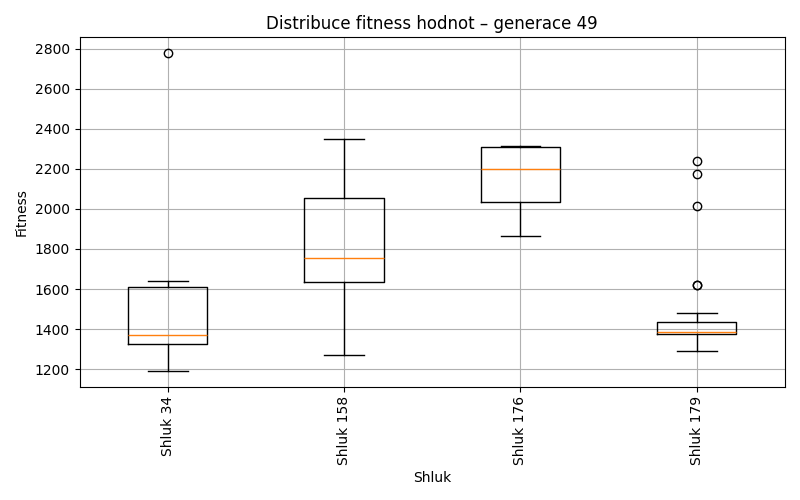 Distribuce fitness hodnot – generace 49
2800
2600
2400
2200
2000
1800
1600
1400
1200
Fitness
Shluk 34
Shluk 158
Shluk 176
Shluk 179
Shluk